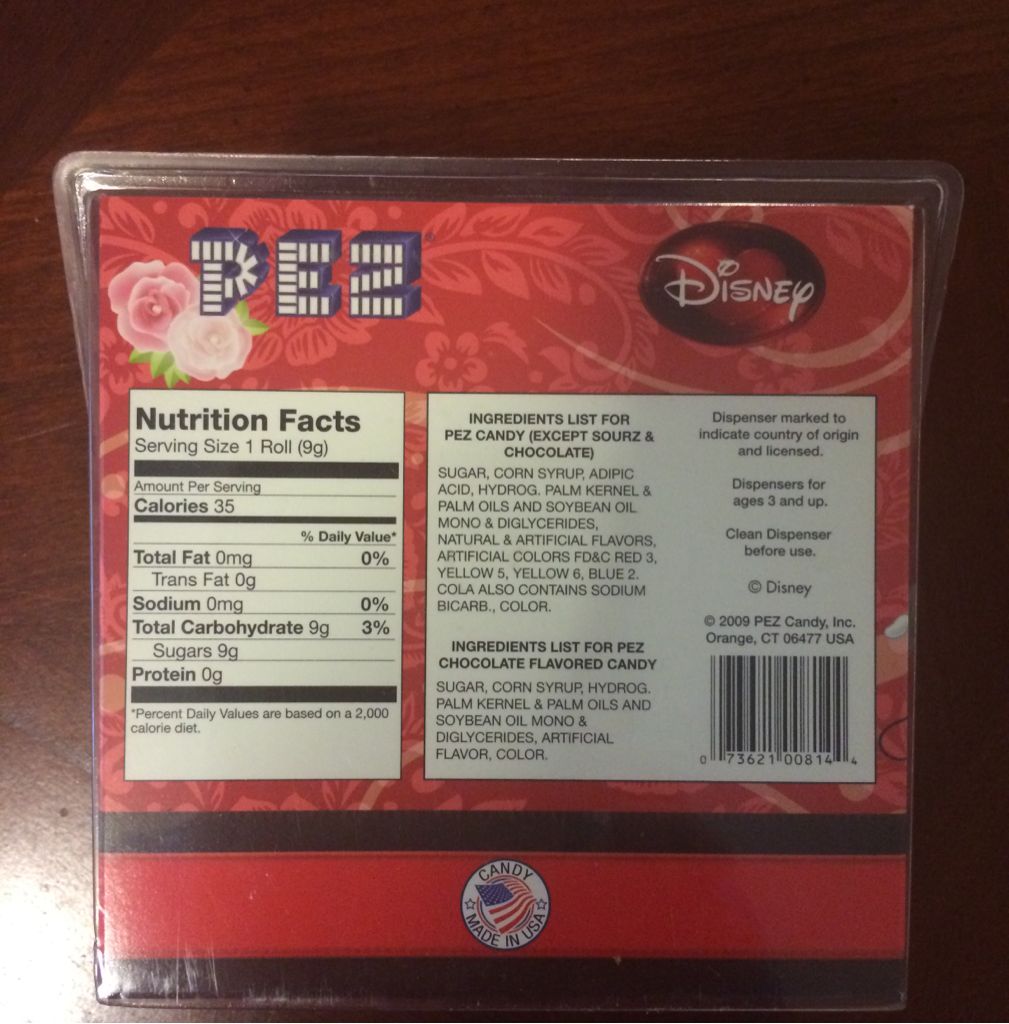 PEZ®
DISNEY
Nutrition Facts
Serving Size 1 Roll (9g)
Amount Per Serving
Calories 35
% Daily Value*
Total Fat 0mg 0%
Trans Fat 0g
Sodium 0mg 0%
Total Carbohydrate 9g 3%
Sugars 9g
Protein 0g
*Percent Daily Values are based on a 2,000
calorie diet.
INGREDIENTS LIST FOR
PEZ CANDY (EXCEPT SOURZ &
CHOCOLATE)
SUGAR, CORN SYRUP, ADIPIC
ACID, HYDROG. PALM KERNEL &
PALM OILS AND SOYBEAN OIL
MONO & DIGLYCERIDES,
NATURAL & ARTIFICIAL FLAVORS,
ARTIFICIAL COLORS FD&C RED 3,
YELLOW 5, YELLOW 6, BLUE 2.
COLA ALSO CONTAINS SODIUM
BICARB., COLOR.
INGREDIENTS LIST FOR PEZ
CHOCOLATE FLAVORED CANDY
SUGAR, CORN SYRUP, HYDROG.
PALM KERNEL & PALM OILS AND
SOYBEAN OIL MONO &
DIGLYCERIDES, ARTIFICIAL
FLAVOR, COLOR.
Dispenser marked to
indicate country of origin
and licensed.
Dispensers for
ages 3 and up.
Clean Dispenser
before use.
© Disney
© 2009 PEZ Candy, Inc.
Orange, CT 06477 USA
0 73621 00814 4
CANDY
MADE IN USA